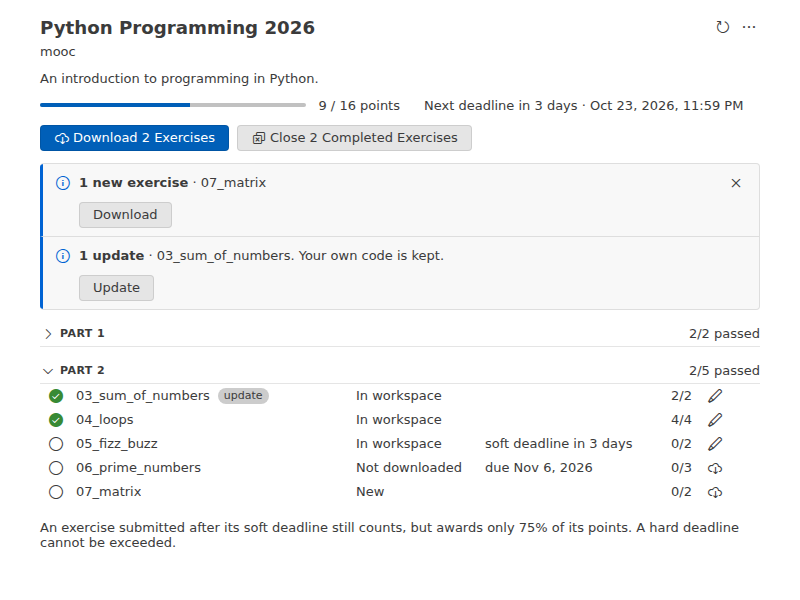 Python Programming 2026
mooc
An introduction to programming in Python.
9 / 16 points Next deadline in 3 days · Oct 23, 2026, 11:59 PM
Download 2 Exercises Close 2 Completed Exercises
1 new exercise · 07_matrix
Download
1 update · 03_sum_of_numbers. Your own code is kept.
Update
PART 1 2/2 passed
PART 2 2/5 passed
03_sum_of_numbers update In workspace 2/2
04_loops In workspace 4/4
05_fizz_buzz In workspace soft deadline in 3 days 0/2
06_prime_numbers Not downloaded due Nov 6, 2026 0/3
07_matrix New 0/2
An exercise submitted after its soft deadline still counts, but awards only 75% of its points. A hard deadline
cannot be exceeded.